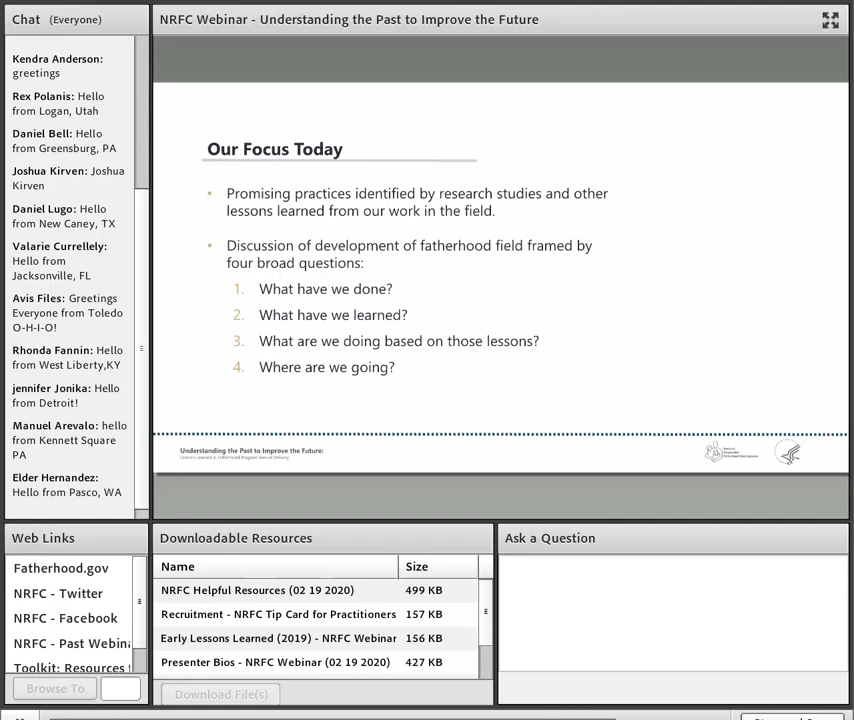 Chat (Everyone)
NRFC Webinar - Understanding the Past to Improve the Future
Kendra Anderson:
greetings
Rex Polanis: Hello
from Logan, Utah
Daniel Bell: Hello
from Greensburg, PA
Joshua Kirven: Joshua
Kirven
Daniel Lugo: Hello
from New Caney, TX
Valarie Currellely:
Hello from
Jacksonville, FL
Avis Files: Greetings
Everyone from Toledo
O-H-I-O!
Rhonda Fannin: Hello
from West Liberty,KY
jennifer Jonika: Hello
from Detroit!
Manuel Arevalo: hello
from Kennett Square
PA
Elder Hernandez:
Hello from Pasco, WA
Our Focus Today
• Promising practices identified by research studies and other
lessons learned from our work in the field.
• Discussion of development of fatherhood field framed by
four broad questions:
1. What have we done?
2. What have we learned?
3. What are we doing based on those lessons?
4. Where are we going?
Understanding the Past to Improve the Future:
Lessons Learned in Fatherhood Program Service Delivery
Web Links
Fatherhood.gov
NRFC - Twitter
NRFC - Facebook
NRFC - Past Webina
Toolkit: Resources f
Browse To
Downloadable Resources
Name Size
NRFC Helpful Resources (02 19 2020) 499 KB
Recruitment - NRFC Tip Card for Practitioners 157 KB
Early Lessons Learned (2019) - NRFC Webinar 156 KB
Presenter Bios - NRFC Webinar (02 19 2020) 427 KB
Download File(s)
Ask a Question